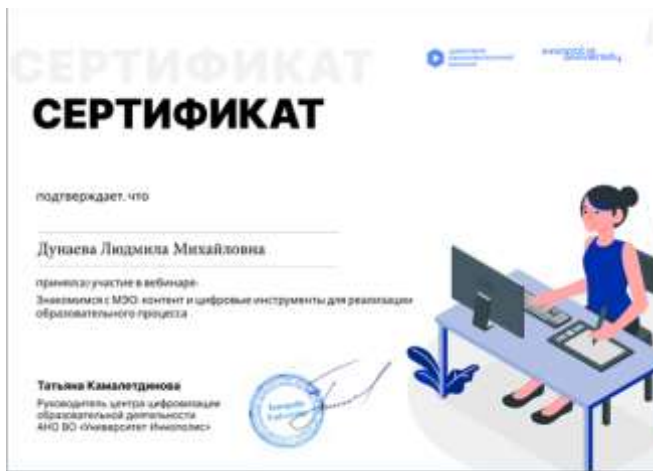 СЕРТИФИКАТ
СЕРТИФИКАТ
подтверждает, что
Дунаева Людмила Михайловна
принял(а) участие в вебинаре:
Знакомимся с МЭО: контент и цифровые инструменты для реализации
образовательного процесса
Татьяна Камалетдинова
Руководитель центра цифровизации
образовательной деятельности
АНО ВО «Университет Иннополис»